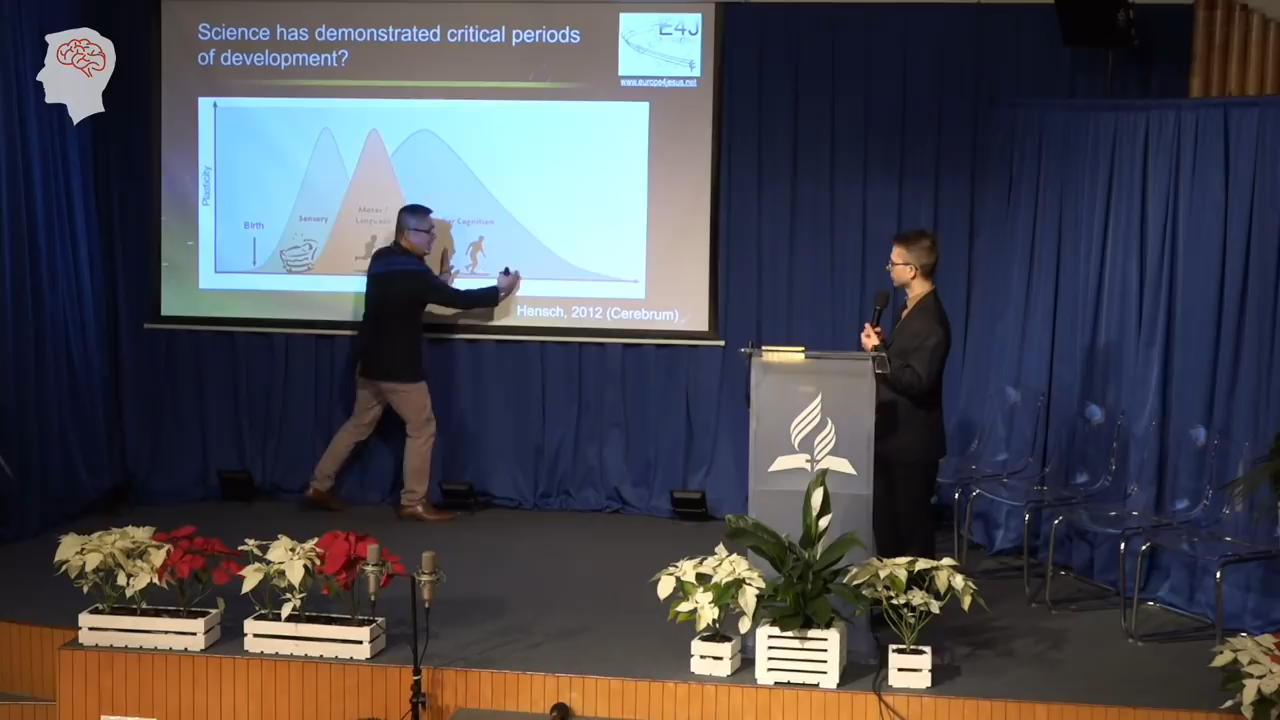 Science has demonstrated critical periods
of development?
E4J
www.europe4jesus.net
Plasticity
Birth
Sensory
Motor /
Language
Cognition
Hensch, 2012 (Cerebrum)